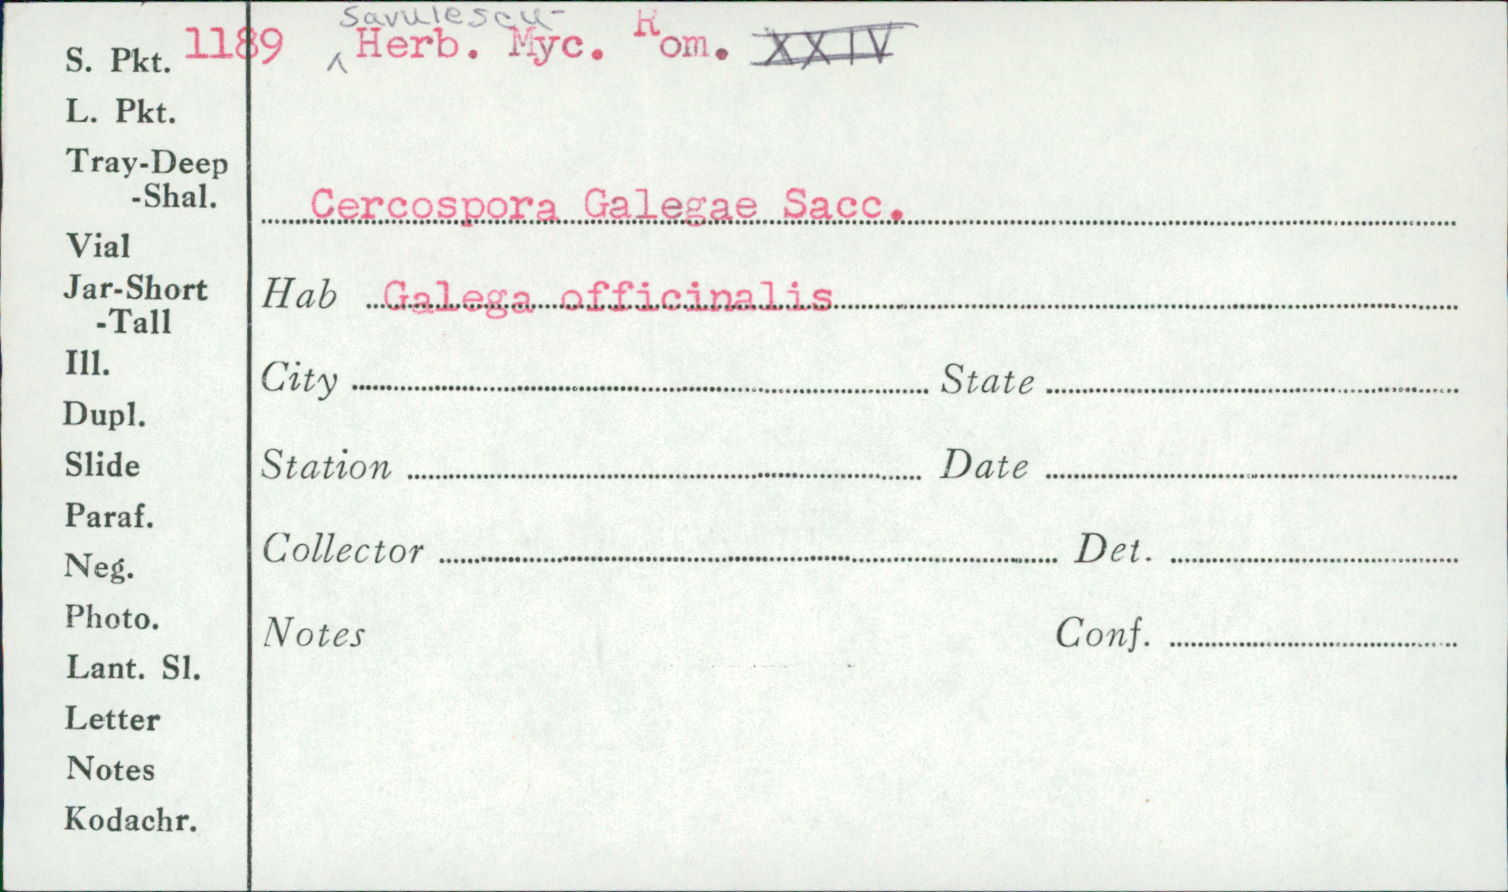 Savulescu-
S. Pkt. 1189 ^ Herb. Myc. Rom. XXIV
L. Pkt.
Tray-Deep
-Shal.
Cercospora Galegae Sacc.
Vial
Jar-Short
-Tall
Hab Galega officinalis
Ill.
City State
Dupl.
Slide
Station Date
Paraf.
Neg.
Collector Det.
Photo.
Notes Conf.
Lant. Sl.
Letter
Notes
Kodachr.